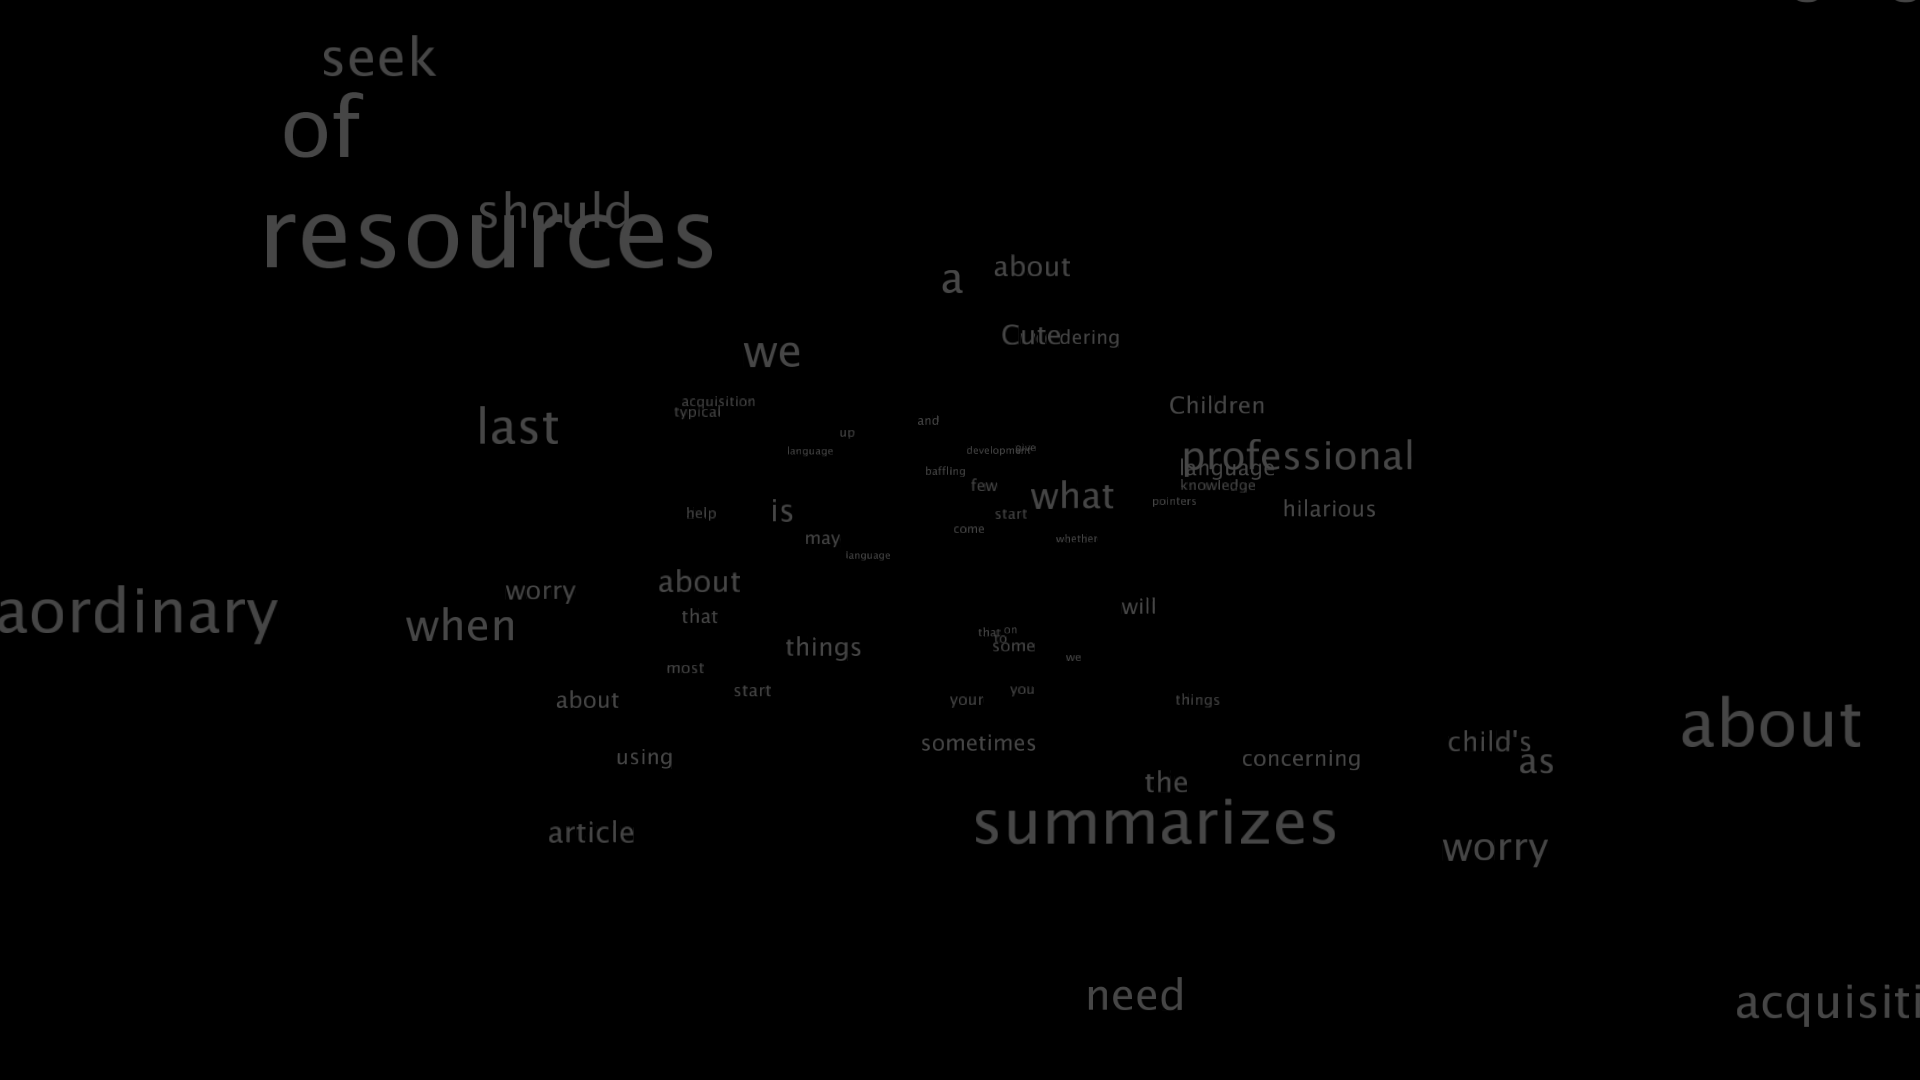 seek
of
should
resources
a
about
Cute
we
acquisition
typical
Children
last
and
up
language
development
give
professional
language
baffling
knowledge
few
what
pointers
is
help
start
hilarious
come
may
whether
language
about
worry
aordinary
when
that
will
on
that
to
things
some
we
most
start
you
about
your
things
about
sometimes
child's
using
concerning
as
the
summarizes
article
worry
need
acquisiti